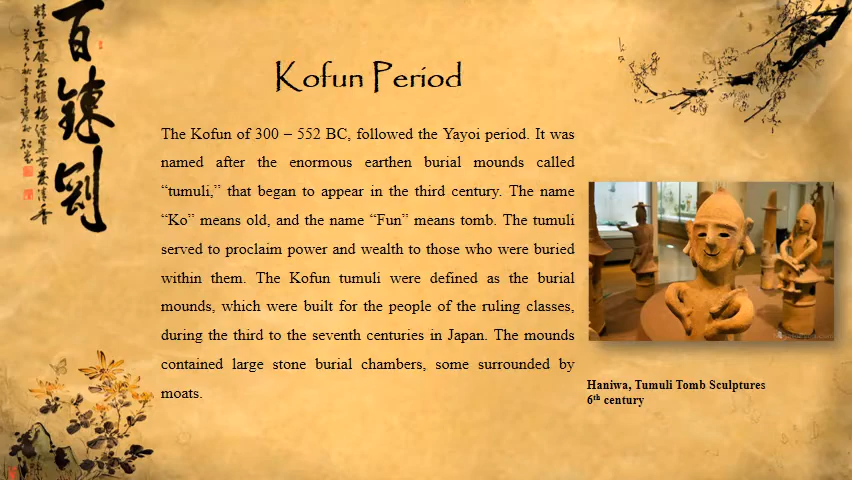 百鍊剛
Kofun Period
The Kofun of 300 – 552 BC, followed the Yayoi period. It was
named after the enormous earthen burial mounds called
“tumuli,” that began to appear in the third century. The name
“Ko” means old, and the name “Fun” means tomb. The tumuli
served to proclaim power and wealth to those who were buried
within them. The Kofun tumuli were defined as the burial
mounds, which were built for the people of the ruling classes,
during the third to the seventh centuries in Japan. The mounds
contained large stone burial chambers, some surrounded by
moats.
Haniwa, Tumuli Tomb Sculptures
6th century